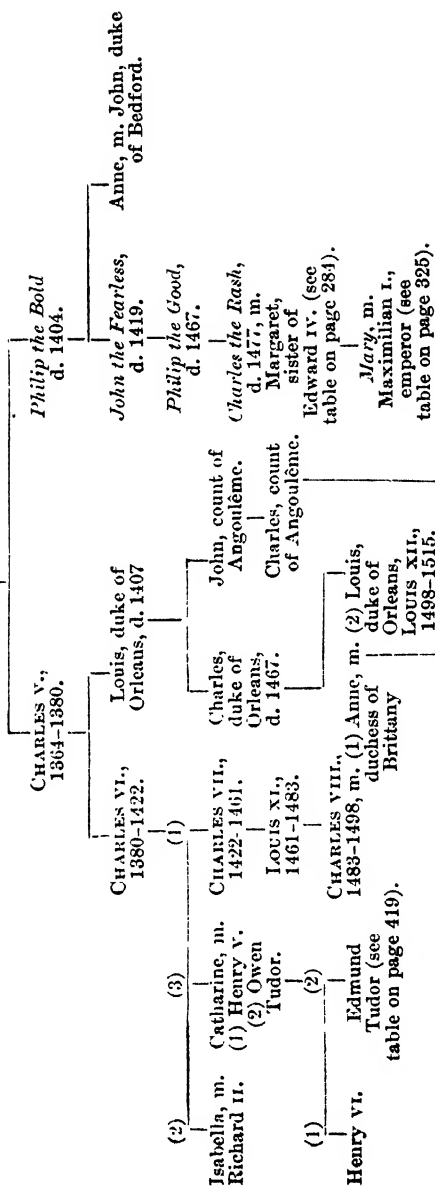 CHARLES V.,
1364–1380.
Philip the Bold
d. 1404.
CHARLES VI.,
1380–1422.
Louis, duke of
Orleans, d. 1407
John the Fearless,
d. 1419.
Anne, m. John, duke
of Bedford.
(2)
(3)
(1)
Isabella, m.
Richard II.
Catharine, m.
(1) Henry V.
(2) Owen
Tudor.
CHARLES VII.,
1422–1461.
Charles,
duke of
Orleans,
d. 1467.
John, count of
Angoulême.
Philip the Good,
d. 1467.
LOUIS XI.,
1461–1483.
Charles, count
of Angoulême.
Charles the Rash,
d. 1477, m.
Margaret,
sister of
Edward IV. (see
table on page 284).
(1)
(2)
Henry VI.
Edmund
Tudor (see
table on page 419).
CHARLES VIII.,
1483–1498, m. (1) Anne, m. (2) Louis,
duchess of
Brittany
duke of
Orleans,
LOUIS XII.,
1498–1515.
Mary, m.
Maximilian I.,
emperor (see
table on page 325).